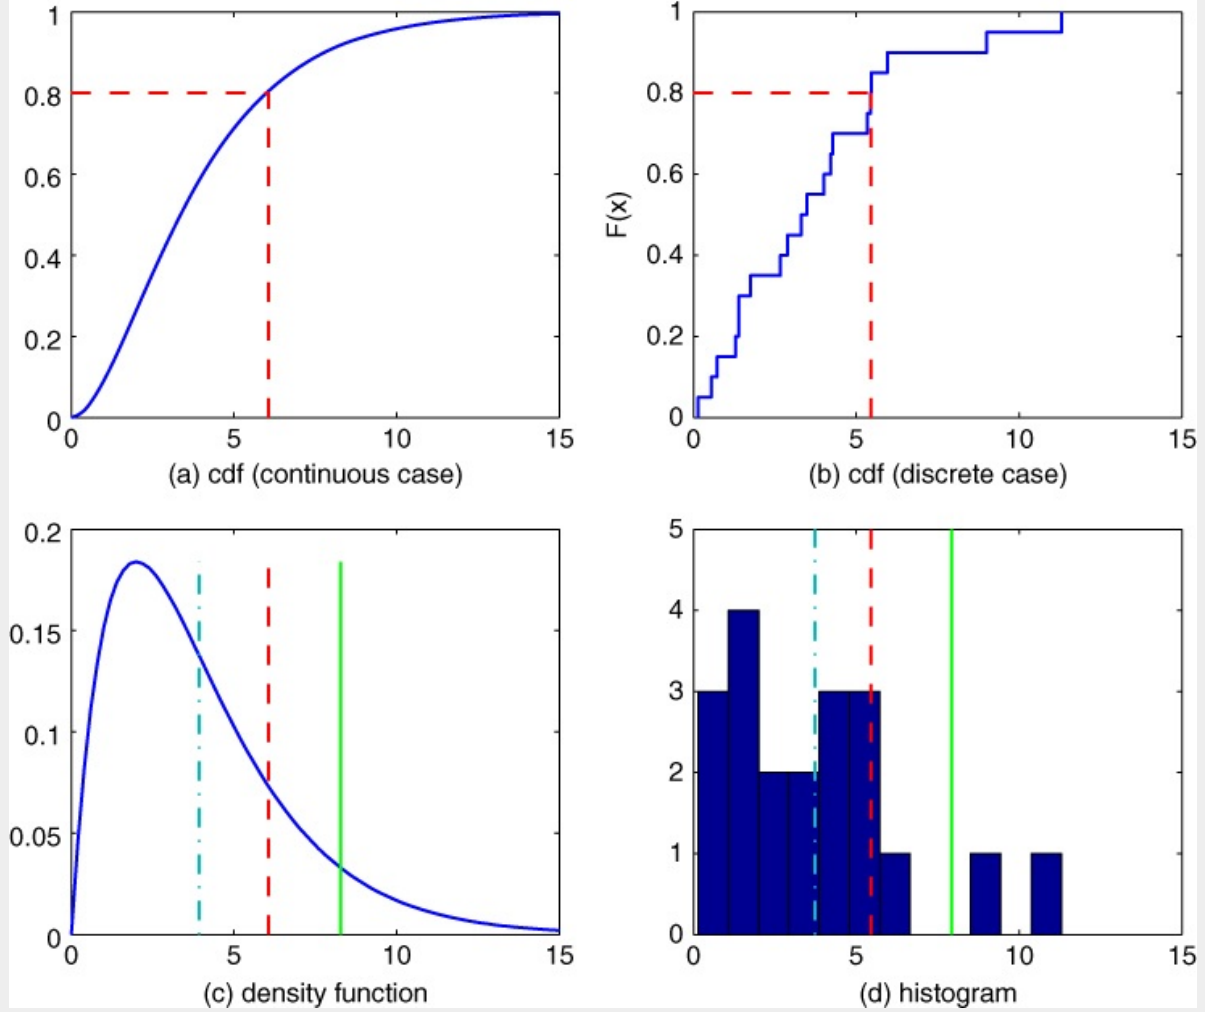 1
0.8
0.6
0.4
0.2
0
0 5 10 15
(a) cdf (continuous case)
1
0.8
0.6
0.4
0.2
0
F(x)
0 5 10 15
(b) cdf (discrete case)
0.2
0.15
0.1
0.05
0
0 5 10 15
(c) density function
5
4
3
2
1
0
0 5 10 15
(d) histogram